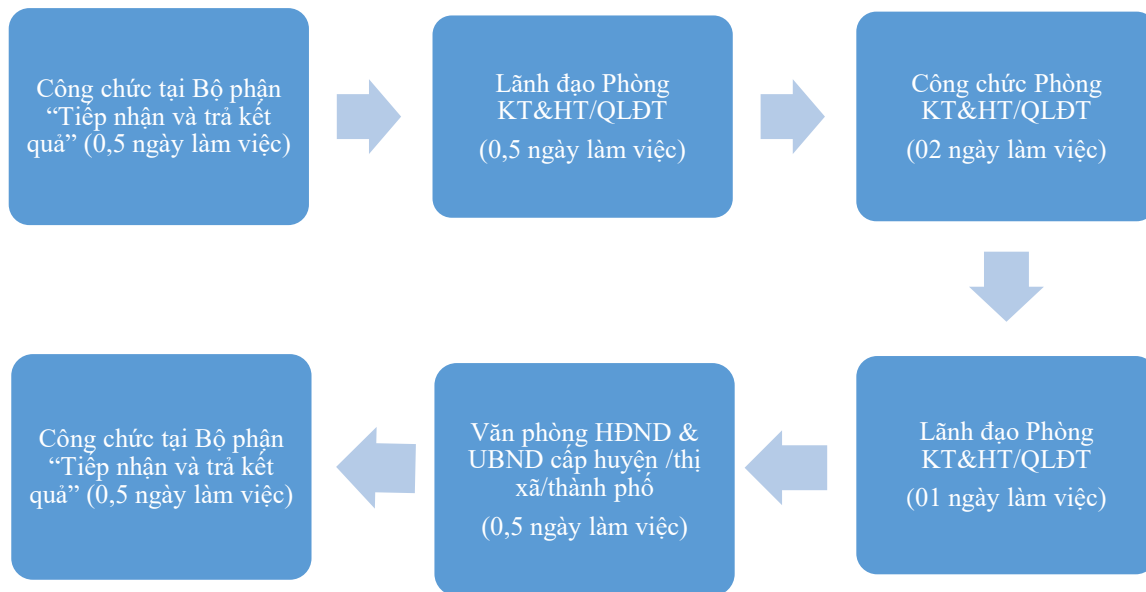 Công chức tại Bộ phận
“Tiếp nhận và trả kết
quả” (0,5 ngày làm việc)
Lãnh đạo Phòng
KT&HT/QLĐT
(0,5 ngày làm việc)
Công chức Phòng
KT&HT/QLĐT
(02 ngày làm việc)
Lãnh đạo Phòng
KT&HT/QLĐT
(01 ngày làm việc)
Văn phòng HĐND &
UBND cấp huyện /thị
xã/thành phố
(0,5 ngày làm việc)
Công chức tại Bộ phận
“Tiếp nhận và trả kết
quả” (0,5 ngày làm việc)